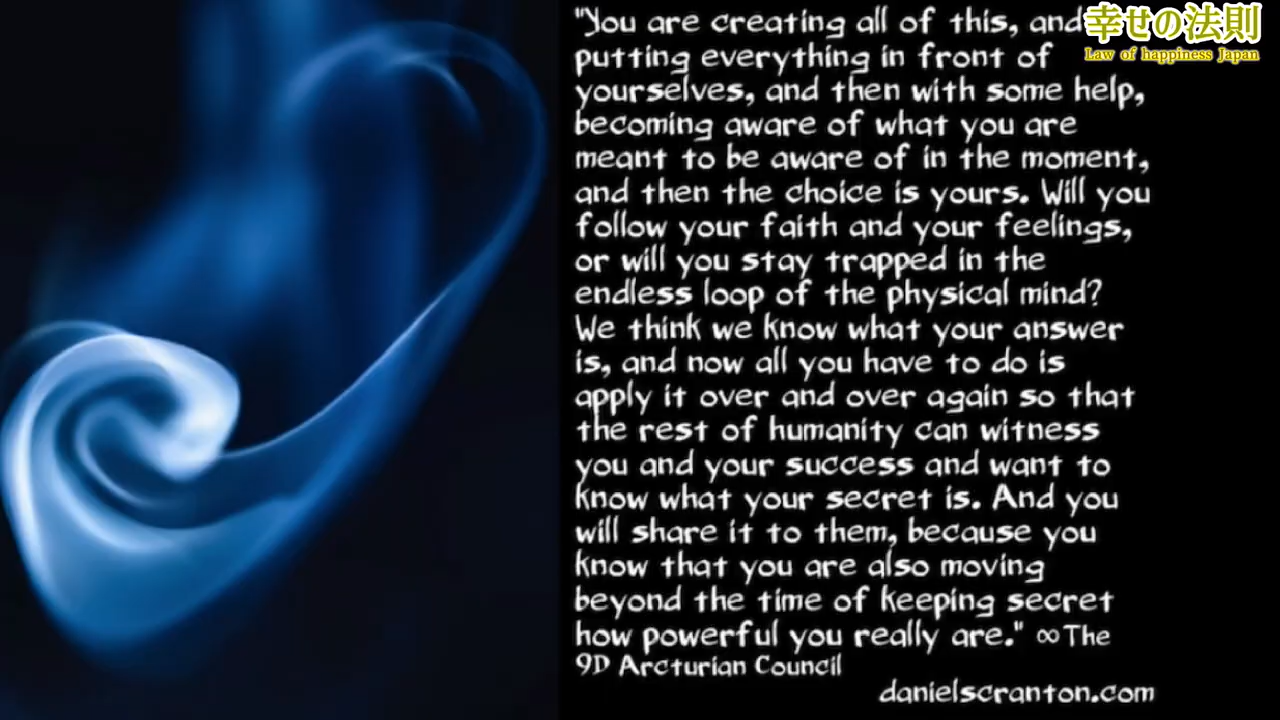 "You are creating all of this, and
putting everything in front of
yourselves, and then with some help,
becoming aware of what you are
meant to be aware of in the moment,
and then the choice is yours. Will you
follow your faith and your feelings,
or will you stay trapped in the
endless loop of the physical mind?
We think we know what your answer
is, and now all you have to do is
apply it over and over again so that
the rest of humanity can witness
you and your success and want to
know what your secret is. And you
will share it to them, because you
know that you are also moving
beyond the time of keeping secret
how powerful you really are." ∞The
9D Arcturian Council
danielscranton.com
幸せの法則
Law of happiness Japan